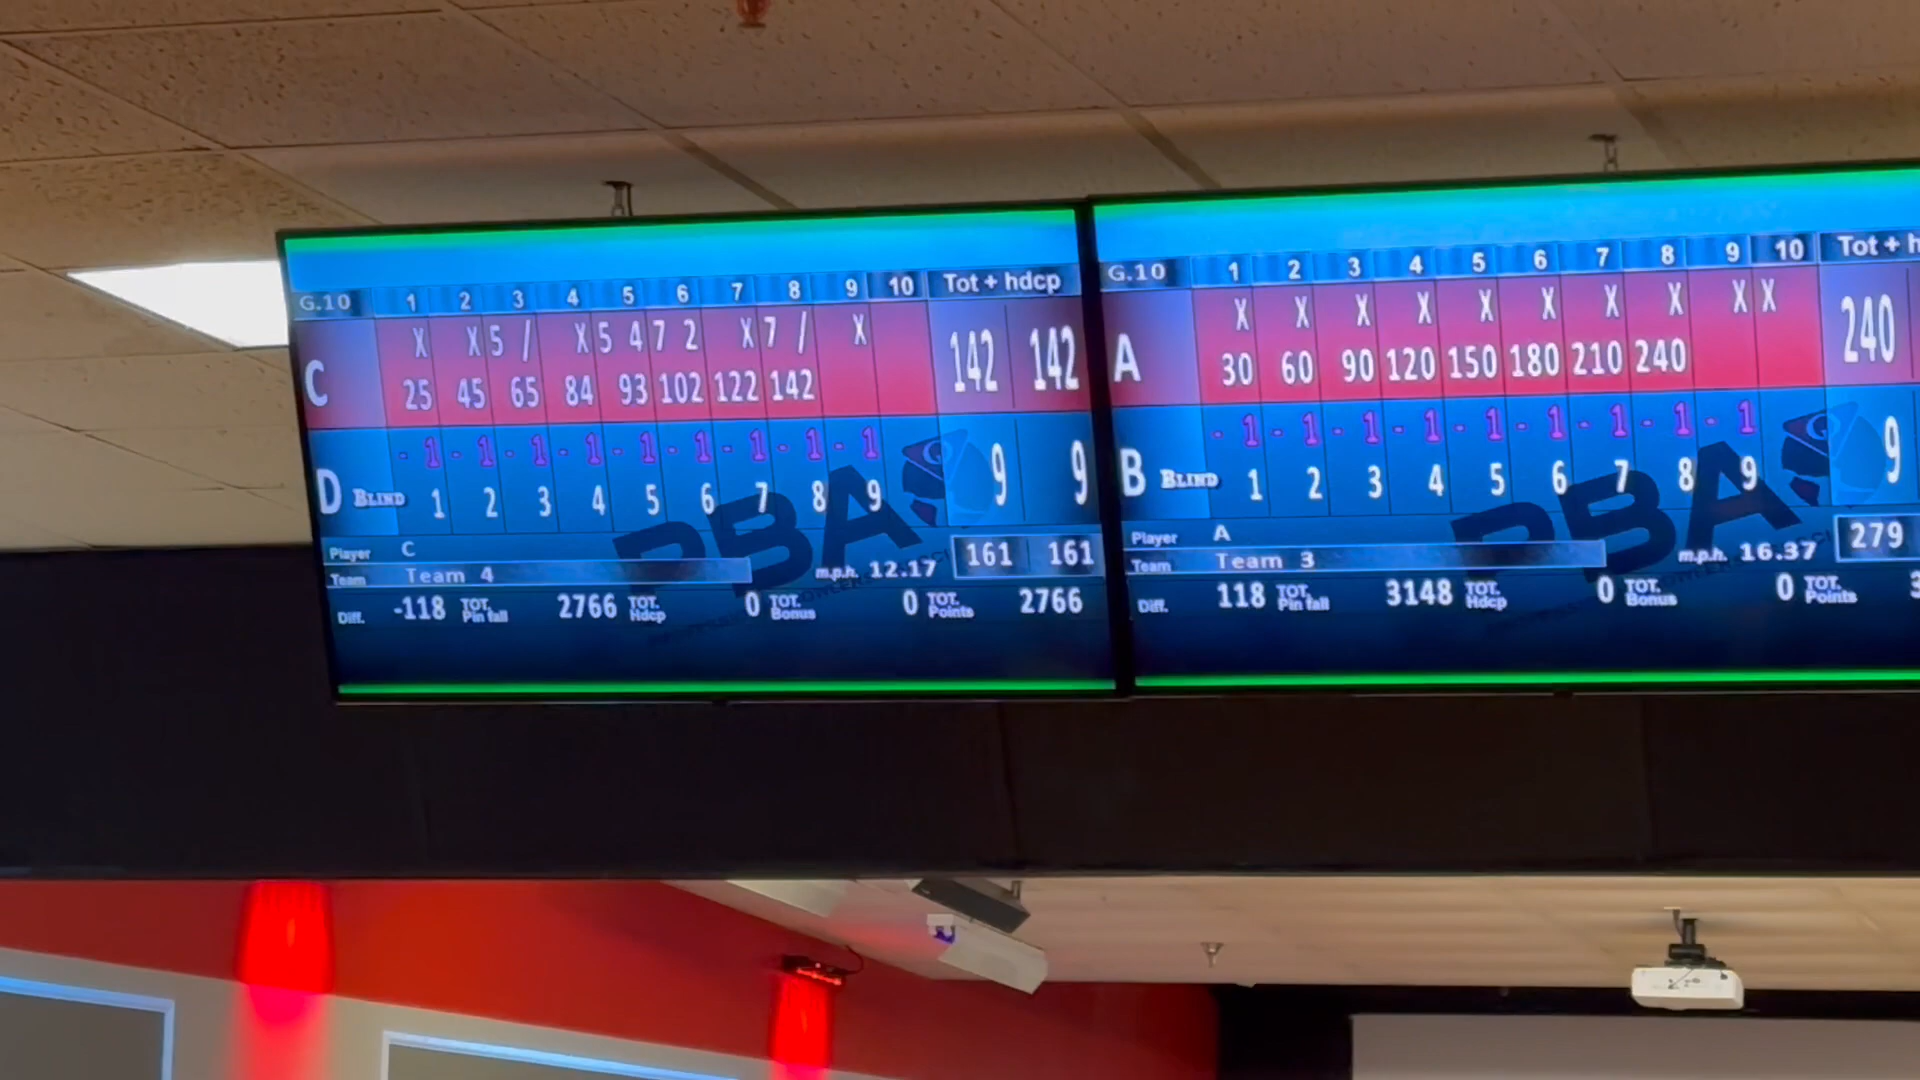 G.10 1 2 3 4 5 6 7 8 9 10 Tot + hdcp
C X X 5 / X 5 4 7 2 X 7 / X
25 45 65 84 93 102 122 142 142 142
D BLIND - 1 - 1 - 1 - 1 - 1 - 1 - 1 - 1 - 1
1 2 3 4 5 6 7 8 9 9 9
PBA
Player C
Team Team 4 m.p.h. 12.17 161 161
Diff. -118 TOT. Pin fall 2766 TOT. Hdcp 0 TOT. Bonus 0 TOT. Points 2766
G.10 1 2 3 4 5 6 7 8 9 10 Tot + h
A X X X X X X X X X X
30 60 90 120 150 180 210 240 240
B BLIND - 1 - 1 - 1 - 1 - 1 - 1 - 1 - 1 - 1
1 2 3 4 5 6 7 8 9 9
PBA
Player A
Team Team 3 m.p.h. 16.37 279
Diff. 118 TOT. Pin fall 3148 TOT. Hdcp 0 TOT. Bonus 0 TOT. Points 3